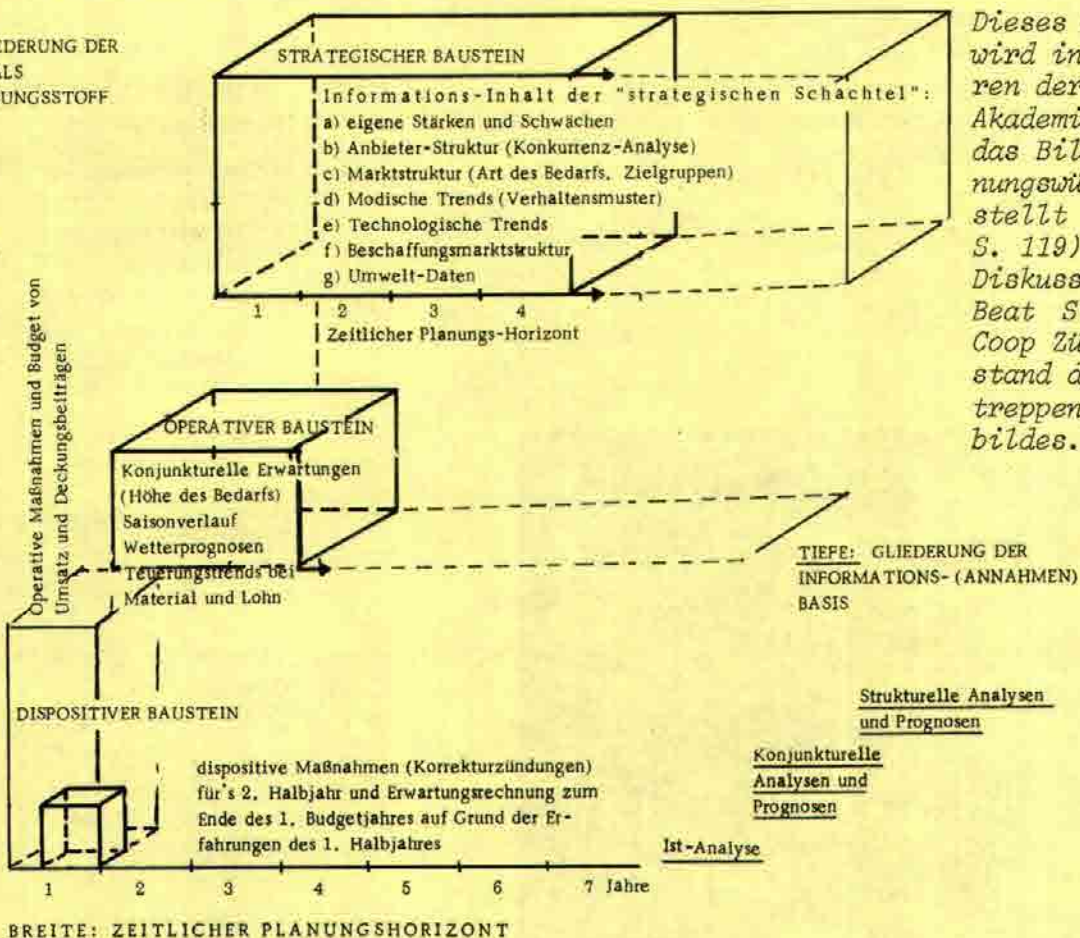 EDERUNG DER
ALS
UNGSSTOFF
STRATEGISCHER BAUSTEIN
Informations-Inhalt der "strategischen Schachtel":
a) eigene Stärken und Schwächen
b) Anbieter-Struktur (Konkurrenz-Analyse)
c) Marktstruktur (Art des Bedarfs, Zielgruppen)
d) Modische Trends (Verhaltensmuster)
e) Technologische Trends
f) Beschaffungsmarktstruktur
g) Umwelt-Daten
1 2 3 4
Zeitlicher Planungs-Horizont
Dieses
wird in
ren der
Akademi
das Bil
nungswü
stellt
S. 119)
Diskuss
Beat S
Coop Zü
stand d
treppen
bildes.
Operative Maßnahmen und Budget von
Umsatz und Deckungsbeiträgen
OPERATIVER BAUSTEIN
Konjunkturelle Erwartungen
(Höhe des Bedarfs)
Saisonverlauf
Wetterprognosen
Teuerungstrends bei
Material und Lohn
TIEFE: GLIEDERUNG DER
INFORMATIONS- (ANNAHMEN)
BASIS
DISPOSITIVER BAUSTEIN
dispositive Maßnahmen (Korrekturzündungen)
für's 2. Halbjahr und Erwartungsrechnung zum
Ende des 1. Budgetjahres auf Grund der Er-
fahrungen des 1. Halbjahres
Strukturelle Analysen
und Prognosen
Konjunkturelle
Analysen und
Prognosen
Ist-Analyse
1 2 3 4 5 6 7 Jahre
BREITE: ZEITLICHER PLANUNGSHORIZONT